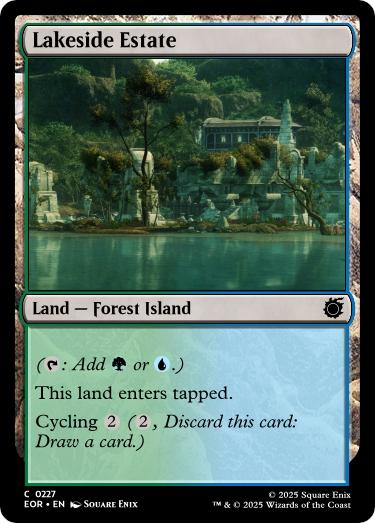 Lakeside Estate
Land — Forest Island
(: Add or .)
This land enters tapped.
Cycling 2 (2, Discard this card:
Draw a card.)
C 0227
EOR • EN Square Enix
© 2025 Square Enix
™ & © 2025 Wizards of the Coast